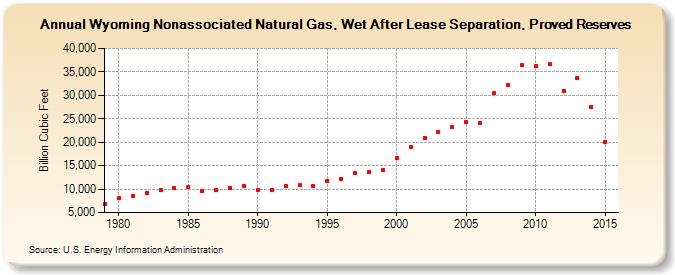 Annual Wyoming Nonassociated Natural Gas, Wet After Lease Separation, Proved Reserves
Billion Cubic Feet
40,000
35,000
30,000
25,000
20,000
15,000
10,000
5,000
1980 1985 1990 1995 2000 2005 2010 2015
Source: U.S. Energy Information Administration